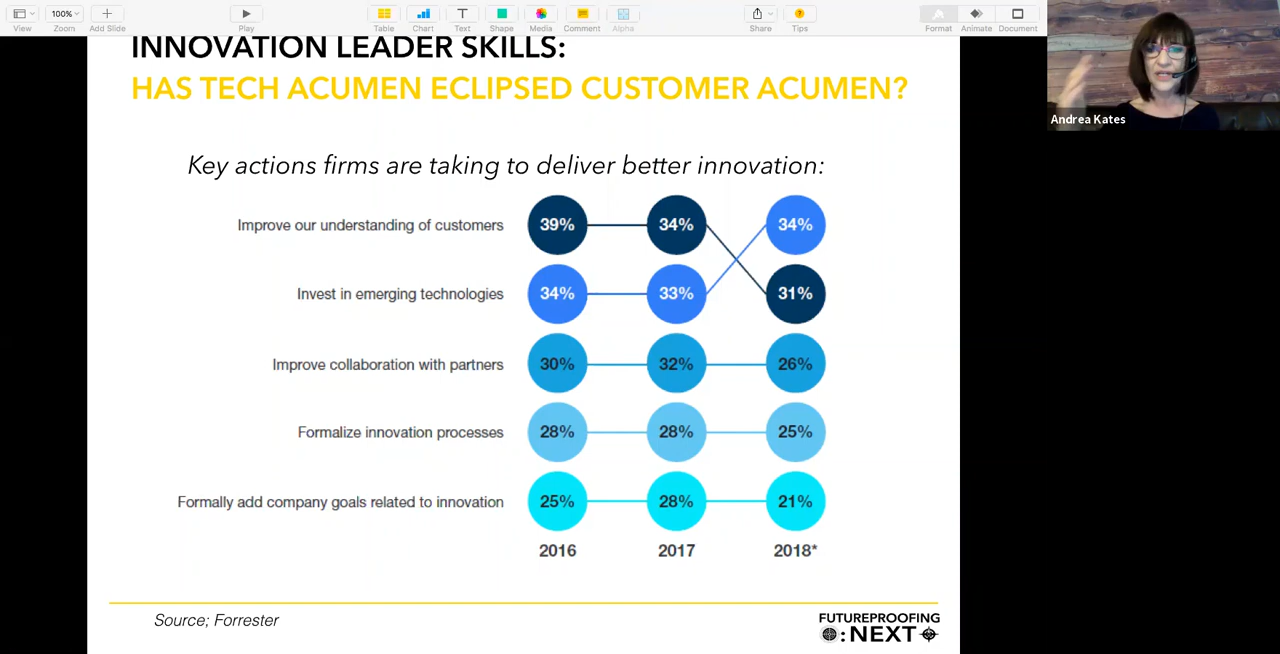 100%
View
Zoom
Add Slide
Play
Table
Chart
Text
Shape
Media
Comment
Alpha
Share
Tips
Format
Animate
Document
INNOVATION LEADER SKILLS:
HAS TECH ACUMEN ECLIPSED CUSTOMER ACUMEN?
Andrea Kates
Key actions firms are taking to deliver better innovation:
Improve our understanding of customers 39% 34% 34%
Invest in emerging technologies 34% 33% 31%
Improve collaboration with partners 30% 32% 26%
Formalize innovation processes 28% 28% 25%
Formally add company goals related to innovation 25% 28% 21%
2016 2017 2018*
Source; Forrester
FUTUREPROOFING
:NEXT